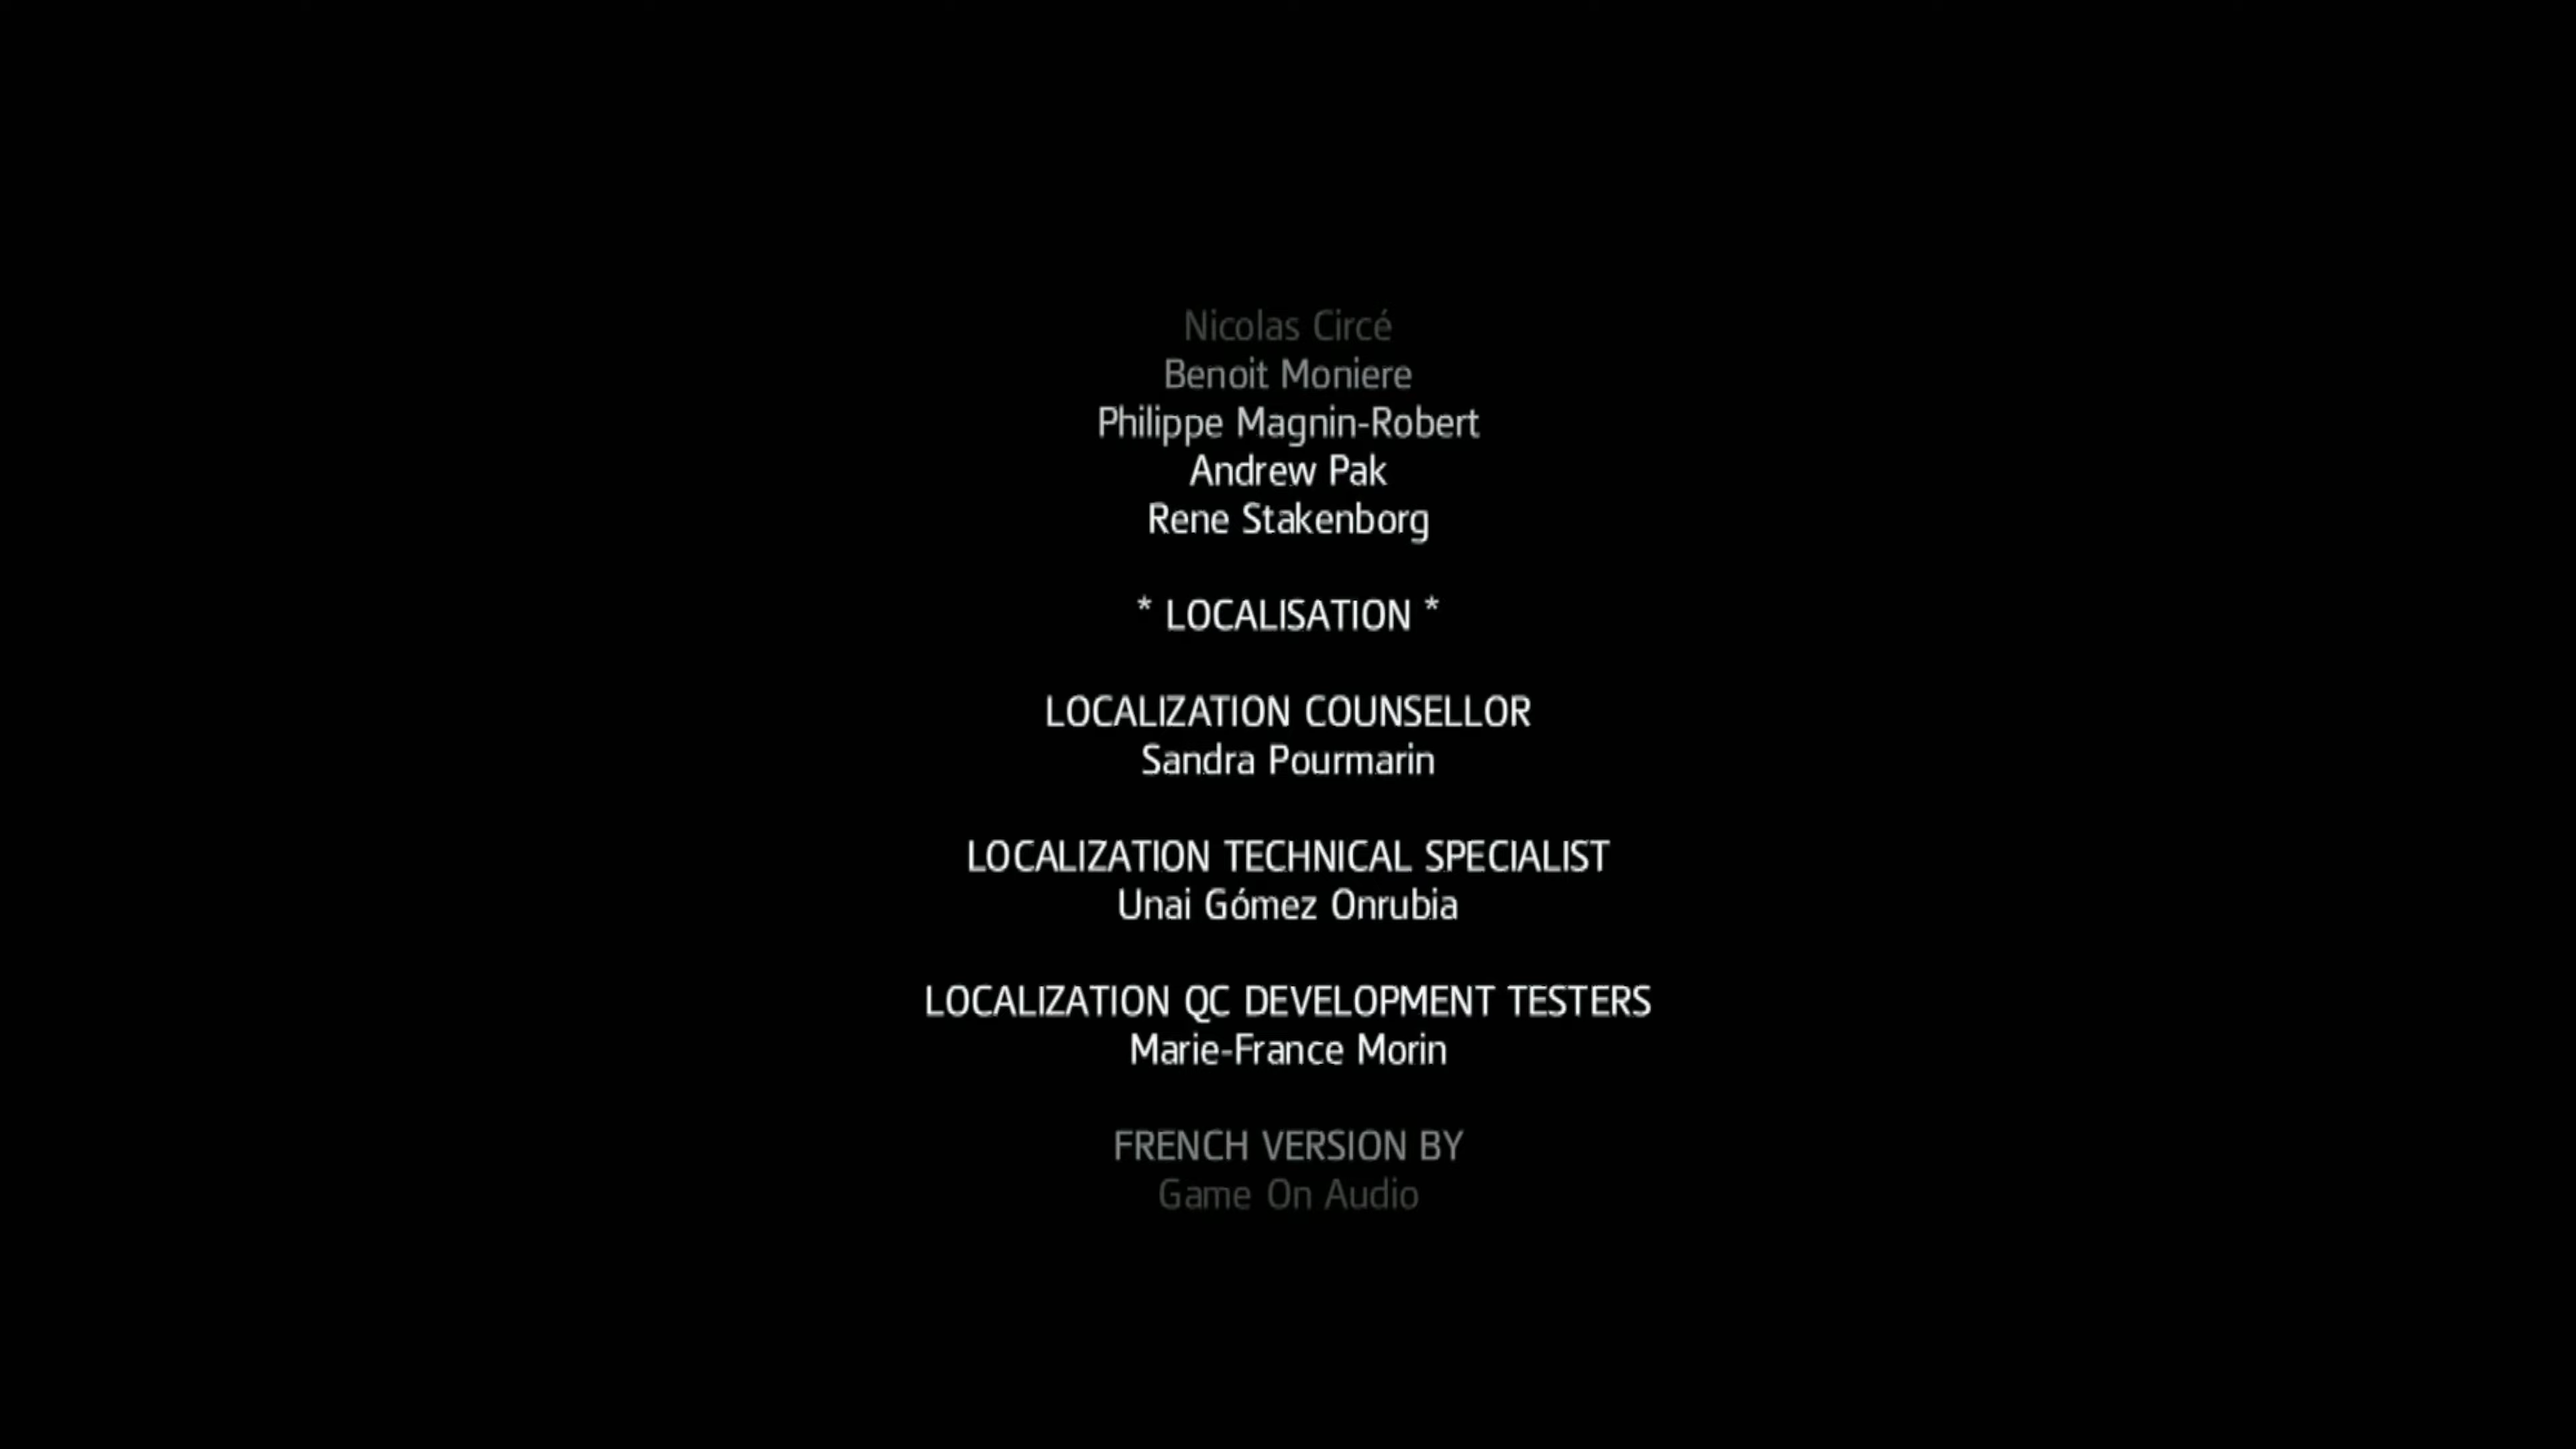 Nicolas Circé
Benoit Moniere
Philippe Magnin-Robert
Andrew Pak
Rene Stakenborg
* LOCALISATION *
LOCALIZATION COUNSELLOR
Sandra Pourmarin
LOCALIZATION TECHNICAL SPECIALIST
Unai Gómez Onrubia
LOCALIZATION QC DEVELOPMENT TESTERS
Marie-France Morin
FRENCH VERSION BY
Game On Audio